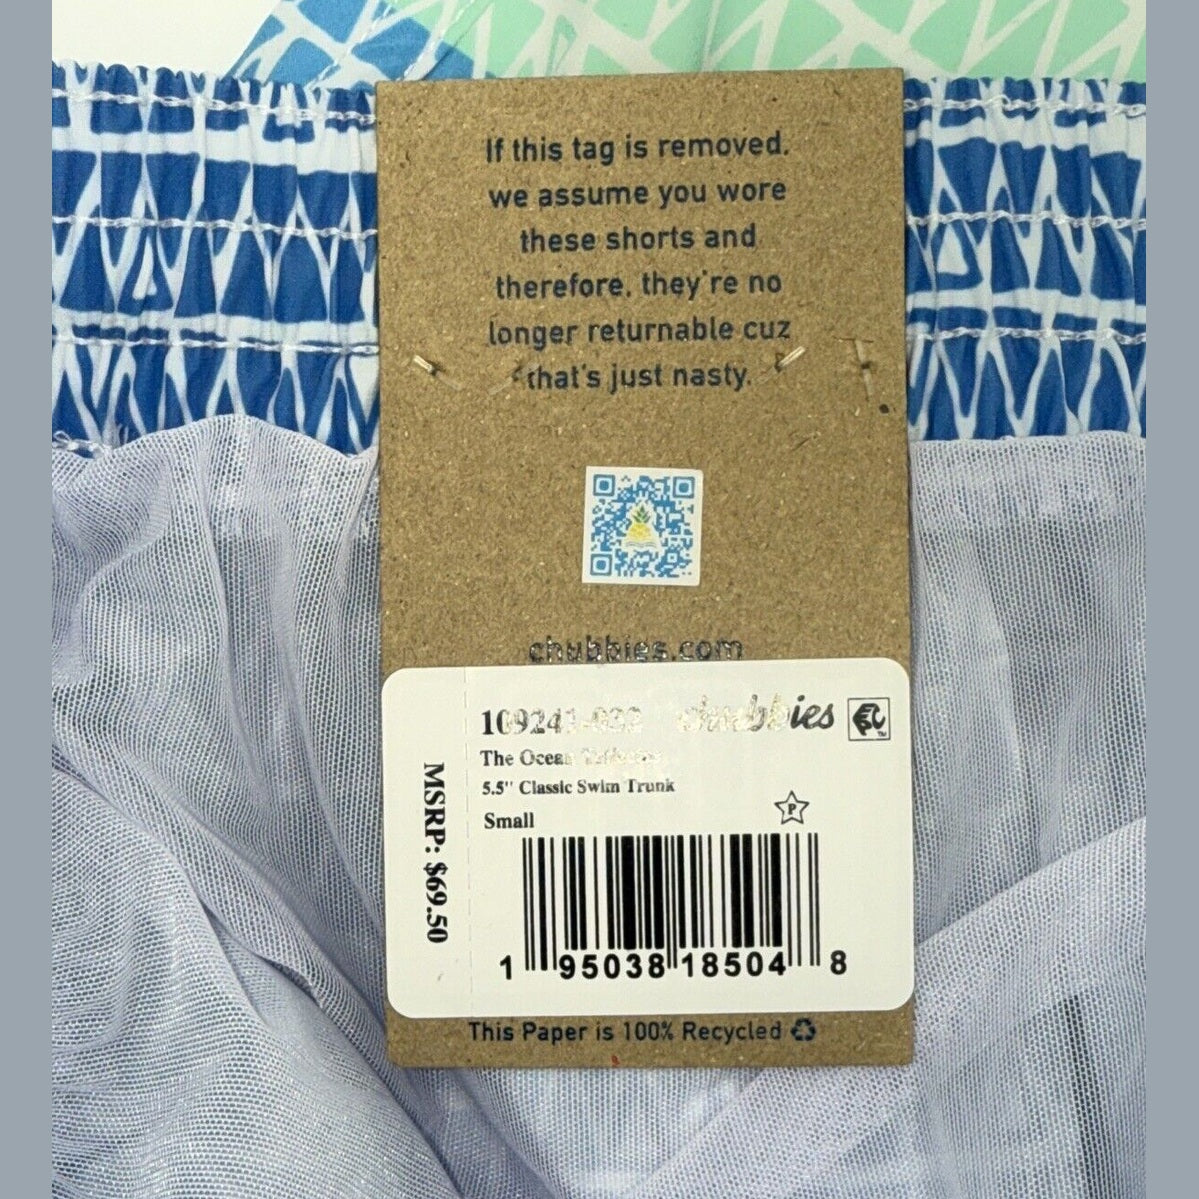 If this tag is removed,
we assume you wore
these shorts and
therefore, they're no
longer returnable cuz
that's just nasty.
chubbies.com
chubbies
The Ocean
5.5" Classic Swim Trunk
Small
P
MSRP: $69.50
1 95038 18504 8
This Paper is 100% Recycled